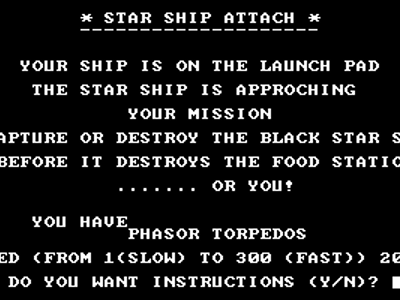 * STAR SHIP ATTACH *
YOUR SHIP IS ON THE LAUNCH PAD
THE STAR SHIP IS APPROCHING
YOUR MISSION
APTURE OR DESTROY THE BLACK STAR S
BEFORE IT DESTROYS THE FOOD STATIO
....... OR YOU!
YOU HAVE
PHASOR TORPEDOS
ED (FROM 1(SLOW) TO 300 (FAST)) 20
DO YOU WANT INSTRUCTIONS (Y/N)?